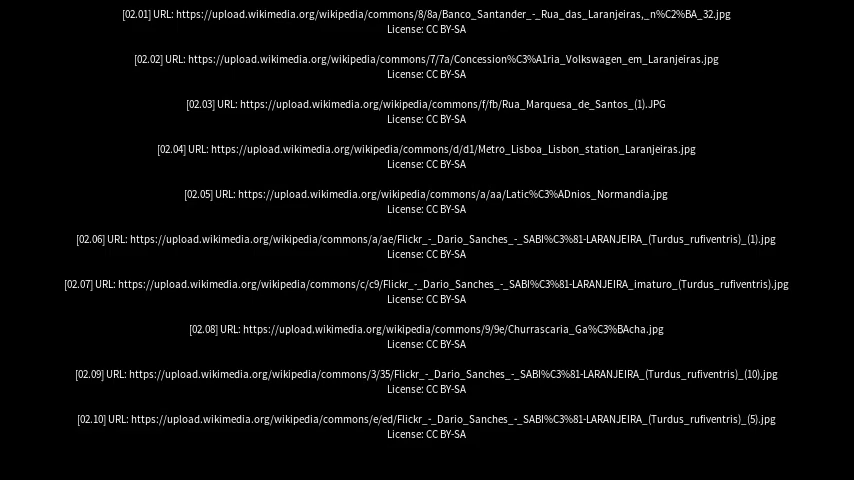 [02.01] URL: https://upload.wikimedia.org/wikipedia/commons/8/8a/Banco_Santander_-_Rua_das_Laranjeiras,_n%C2%BA_32.jpg
License: CC BY-SA
[02.02] URL: https://upload.wikimedia.org/wikipedia/commons/7/7a/Concession%C3%A1ria_Volkswagen_em_Laranjeiras.jpg
License: CC BY-SA
[02.03] URL: https://upload.wikimedia.org/wikipedia/commons/f/fb/Rua_Marquesa_de_Santos_(1).JPG
License: CC BY-SA
[02.04] URL: https://upload.wikimedia.org/wikipedia/commons/d/d1/Metro_Lisboa_Lisbon_station_Laranjeiras.jpg
License: CC BY-SA
[02.05] URL: https://upload.wikimedia.org/wikipedia/commons/a/aa/Latic%C3%ADnios_Normandia.jpg
License: CC BY-SA
[02.06] URL: https://upload.wikimedia.org/wikipedia/commons/a/ae/Flickr_-_Dario_Sanches_-_SABI%C3%81-LARANJEIRA_(Turdus_rufiventris)_(1).jpg
License: CC BY-SA
[02.07] URL: https://upload.wikimedia.org/wikipedia/commons/c/c9/Flickr_-_Dario_Sanches_-_SABI%C3%81-LARANJEIRA_imaturo_(Turdus_rufiventris).jpg
License: CC BY-SA
[02.08] URL: https://upload.wikimedia.org/wikipedia/commons/9/9e/Churrascaria_Ga%C3%BAcha.jpg
License: CC BY-SA
[02.09] URL: https://upload.wikimedia.org/wikipedia/commons/3/35/Flickr_-_Dario_Sanches_-_SABI%C3%81-LARANJEIRA_(Turdus_rufiventris)_(10).jpg
License: CC BY-SA
[02.10] URL: https://upload.wikimedia.org/wikipedia/commons/e/ed/Flickr_-_Dario_Sanches_-_SABI%C3%81-LARANJEIRA_(Turdus_rufiventris)_(5).jpg
License: CC BY-SA